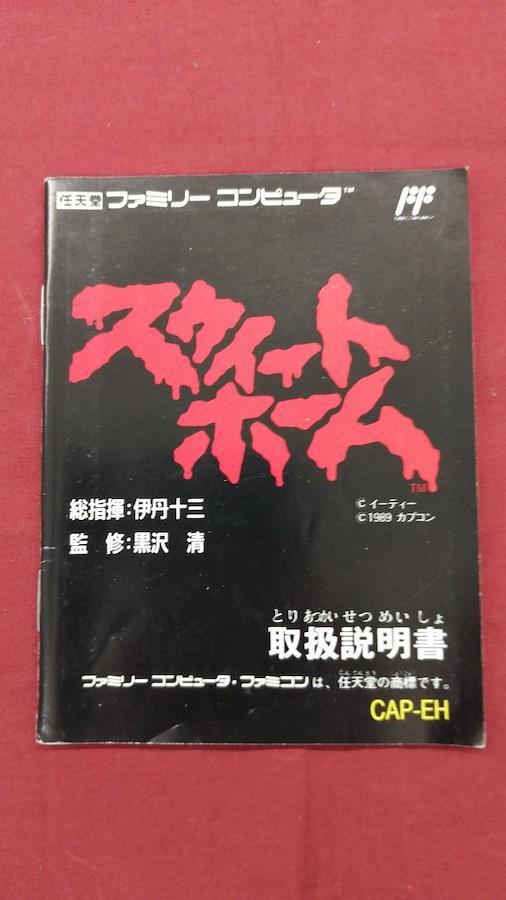 任天堂 ファミリー コンピュータ™
スウィート
ホーム
TM
総指揮:伊丹十三
監 修:黒沢 清
© イーティー
© 1989 カプコン
とり あつかい せつ めい しょ
取扱説明書
ファミリー コンピュータ・ファミコンは、任天堂の商標です。
CAP-EH